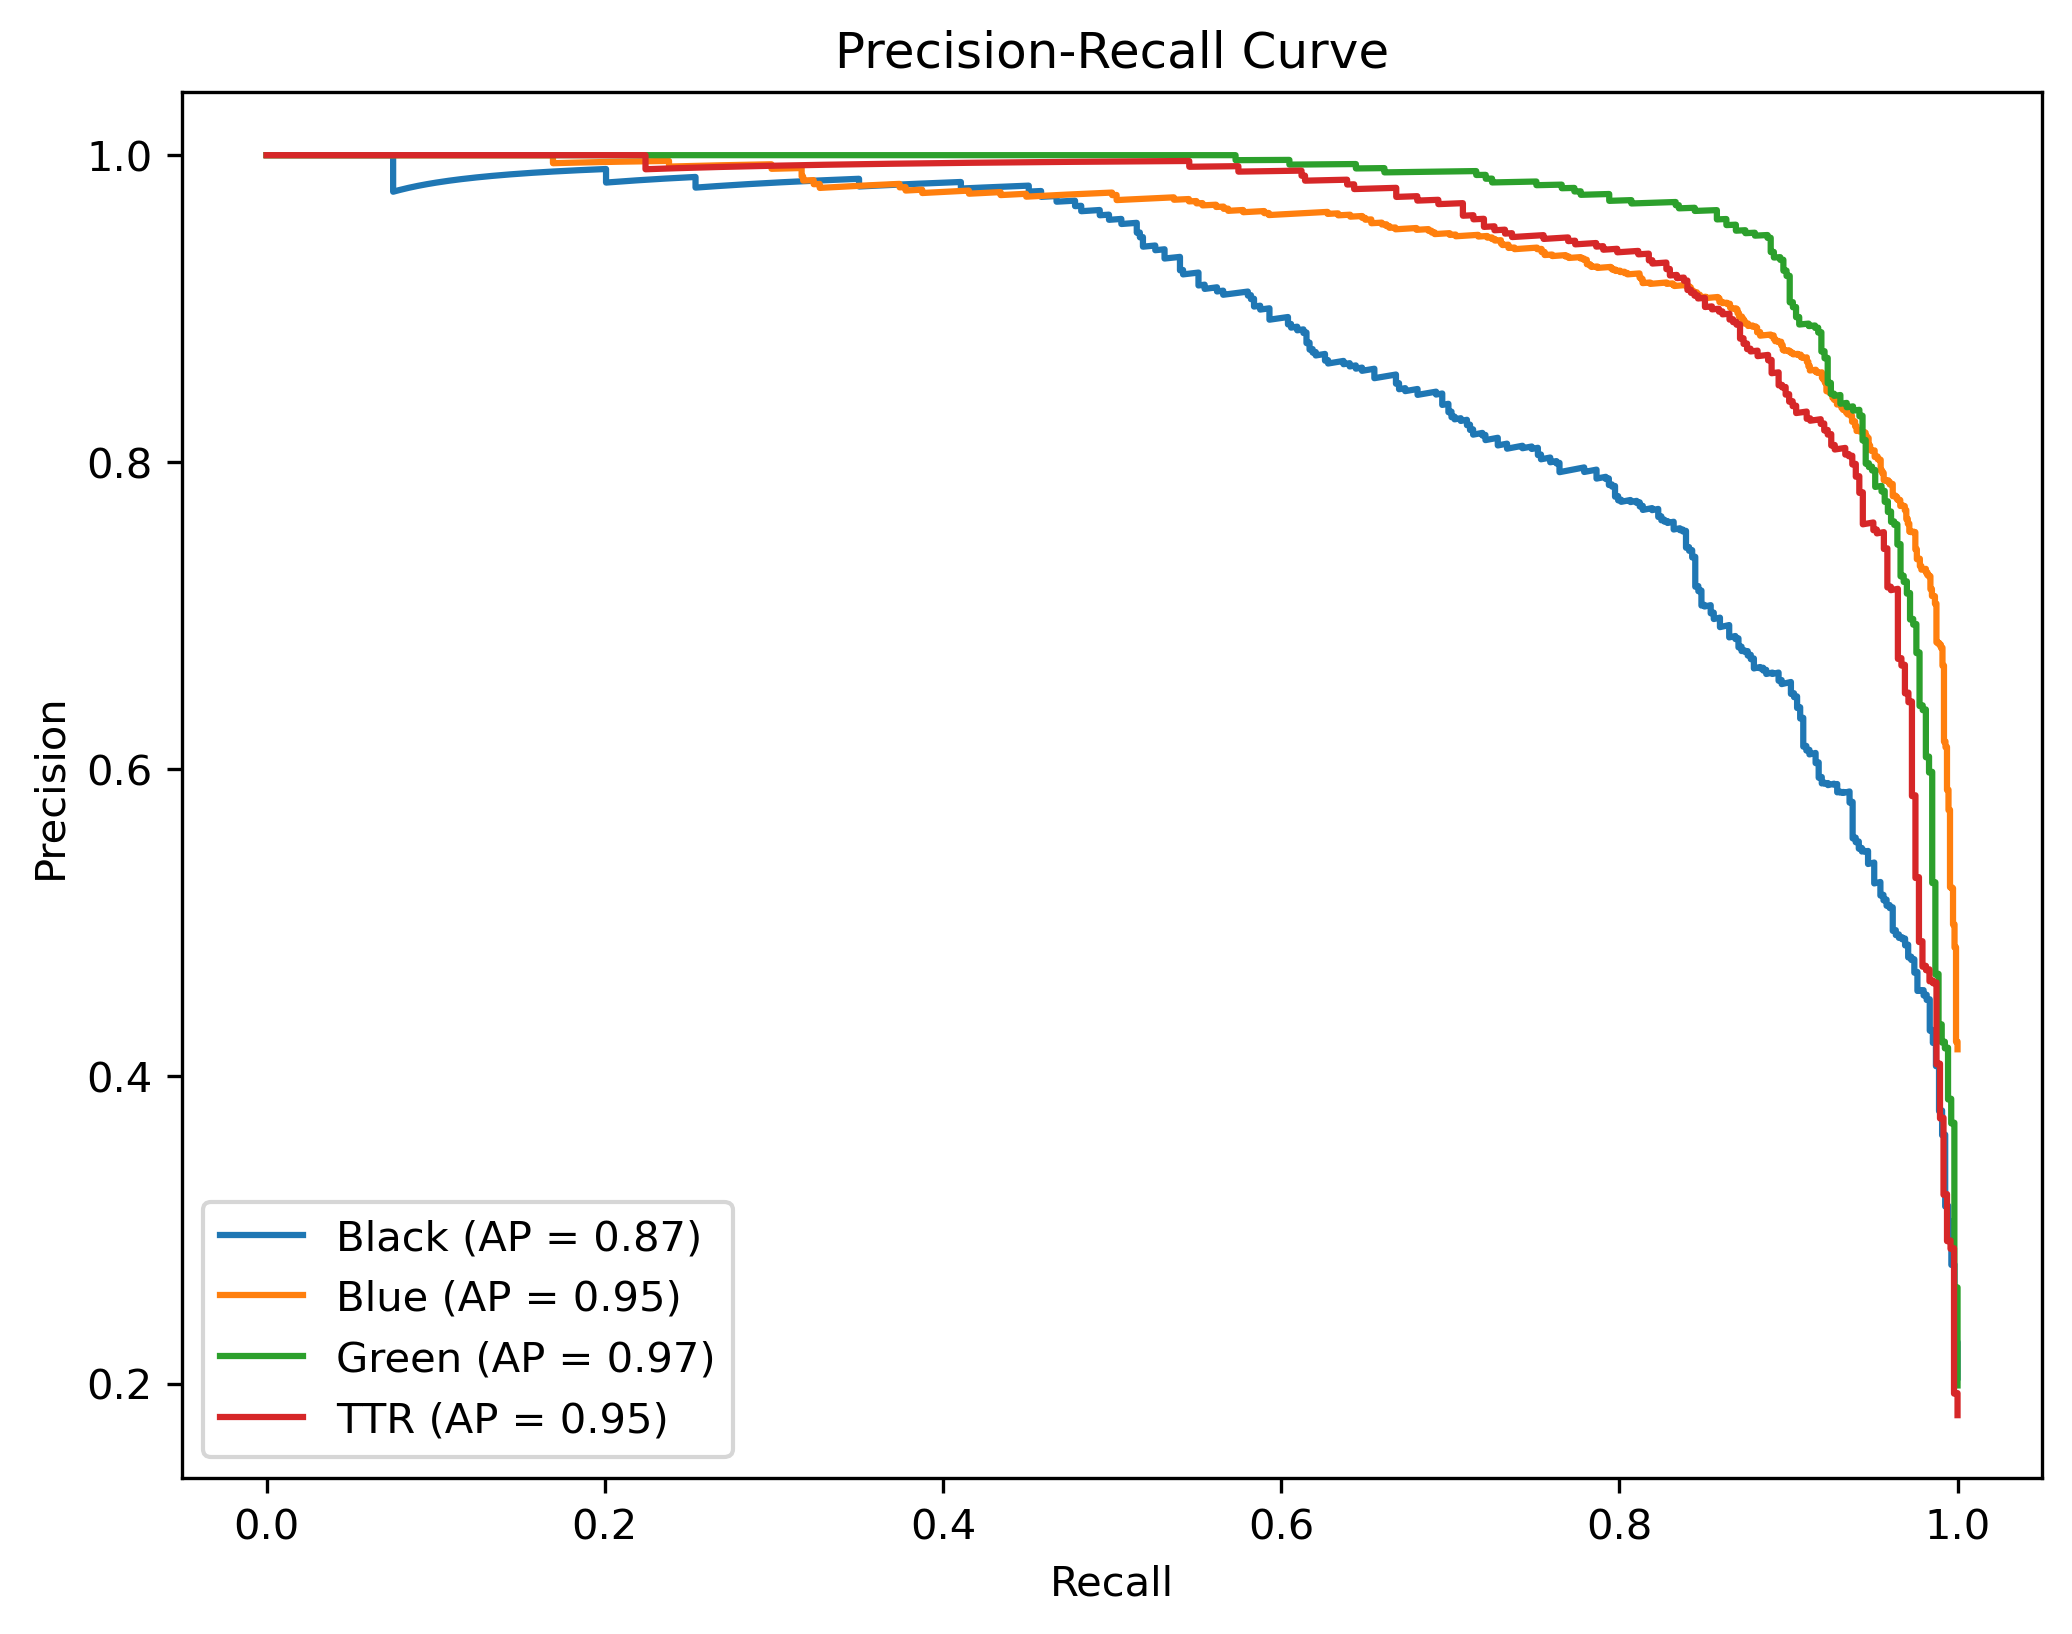 Precision-Recall Curve
1.0
0.8
0.6
0.4
0.2
Precision
Black (AP = 0.87)
Blue (AP = 0.95)
Green (AP = 0.97)
TTR (AP = 0.95)
0.0 0.2 0.4 0.6 0.8 1.0
Recall